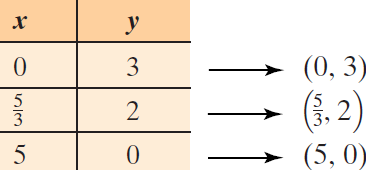 x y
0 3 → (0, 3)
5/3 2 → (5/3, 2)
5 0 → (5, 0)